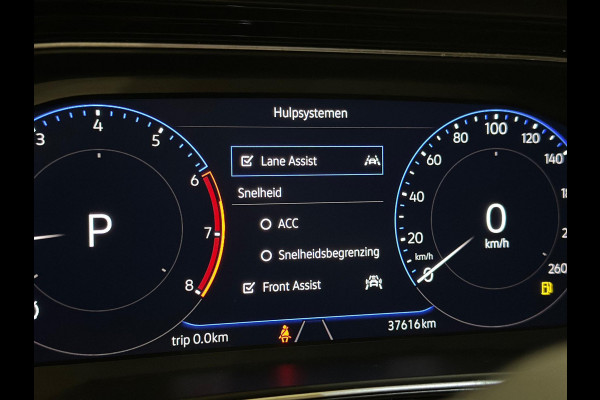 Hulpsystemen
3 4 5 6 7 8
P
Lane Assist
Snelheid
ACC
Snelheidsbegrenzing
Front Assist
0 20 40 60 80 100 120 140
260
0
km/h
trip 0.0km
37616km